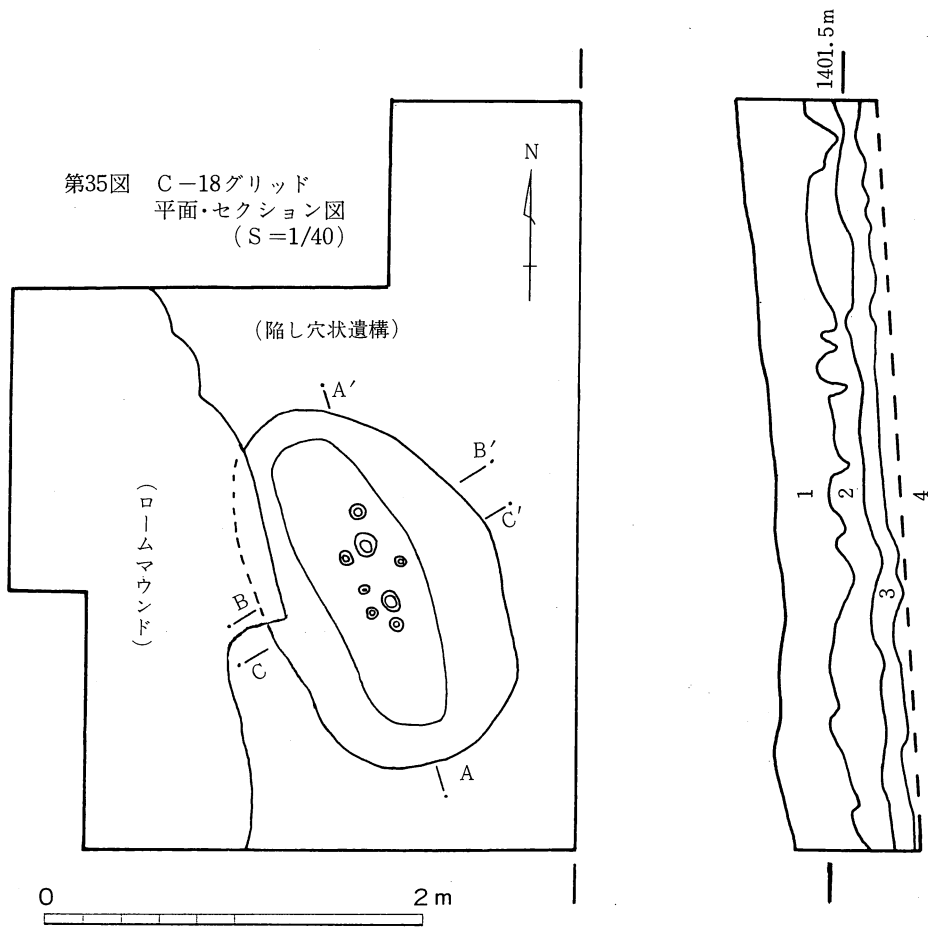 第35図 C-18グリッド
平面・セクション図
(S=1/40)
N
1401.5m
(陥し穴状遺構)
A′
B′
C′
(ロームマウンド)
B
C
A
1
2
3
4
0
2m